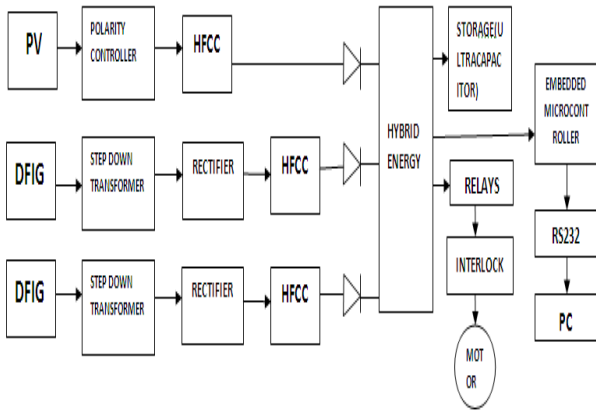 PV
POLARITY
CONTROLLER
HFCC
STORAGE(U
LTRACAPAC
ITOR)
HYBRID
ENERGY
EMBEDDED
MICROCONT
ROLLER
DFIG
STEP DOWN
TRANSFORMER
RECTIFIER
HFCC
RELAYS
RS232
INTERLOCK
DFIG
STEP DOWN
TRANSFORMER
RECTIFIER
HFCC
PC
MOT
OR